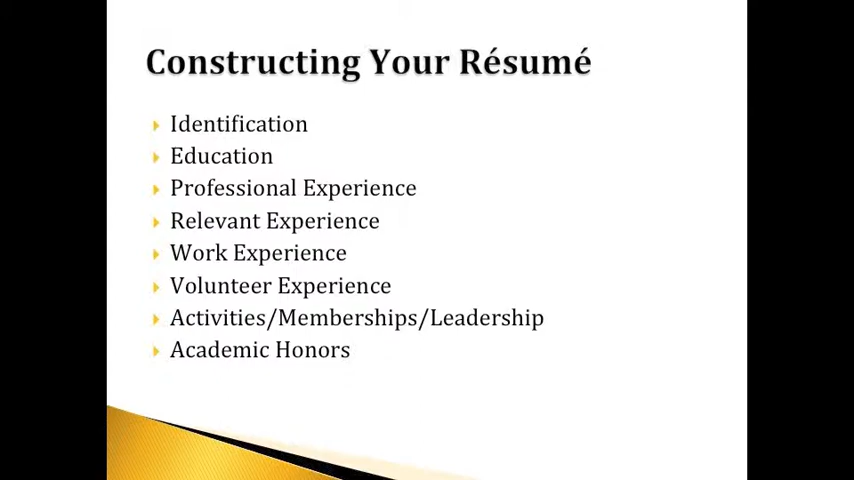 Constructing Your Résumé
Identification
Education
Professional Experience
Relevant Experience
Work Experience
Volunteer Experience
Activities/Memberships/Leadership
Academic Honors